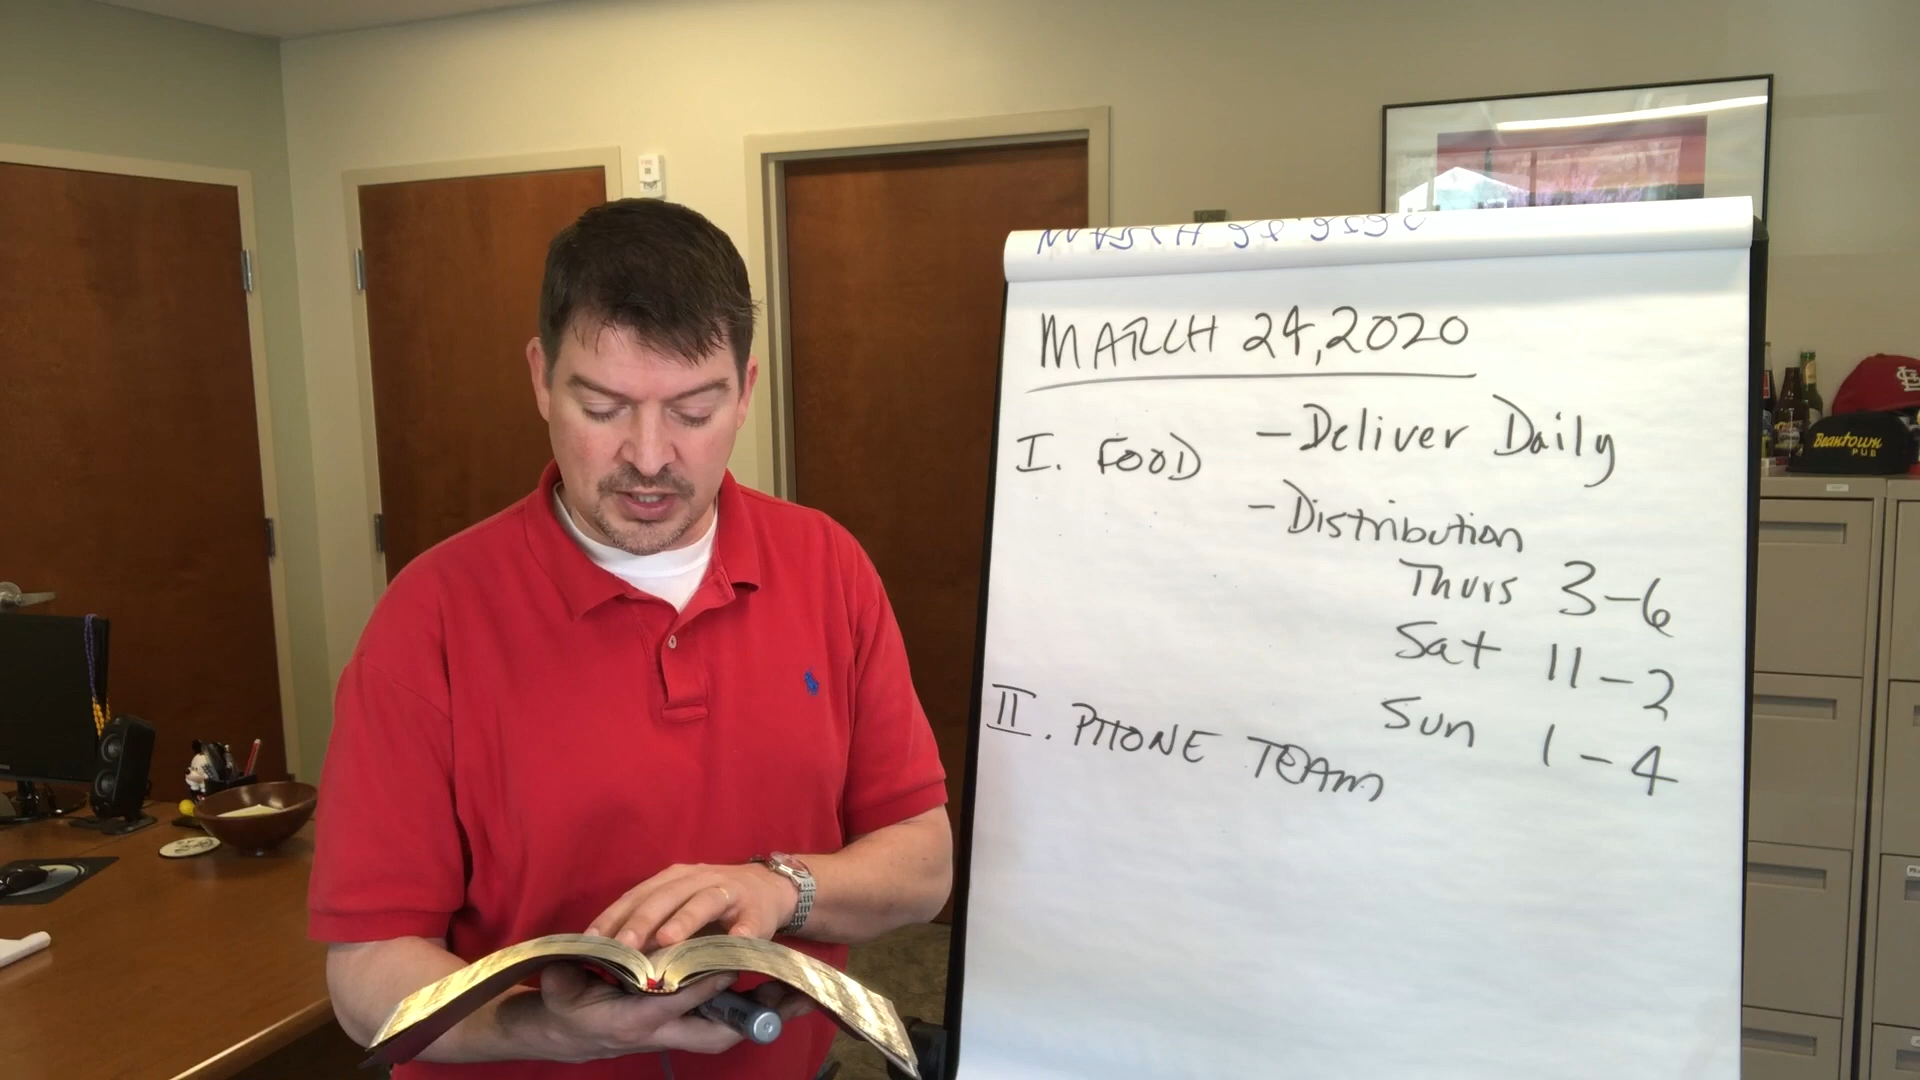 MARCH 24, 2020
I. FOOD - Deliver Daily
- Distribution
Thurs 3-6
Sat 11-2
Sun 1-4
II. PHONE TEAM
Beantown
PUB